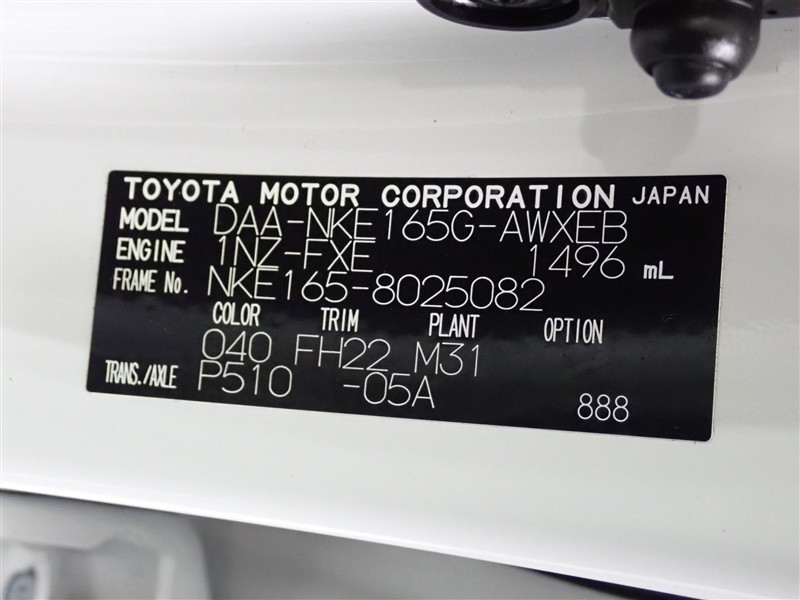 TOYOTA MOTOR CORPORATION JAPAN
MODEL DAA-NKE165G-AWXEB
ENGINE 1NZ-FXE 1496 mL
FRAME No. NKE165-8025082
COLOR TRIM PLANT OPTION
040 FH22 M31
TRANS./AXLE P510 -05A
888